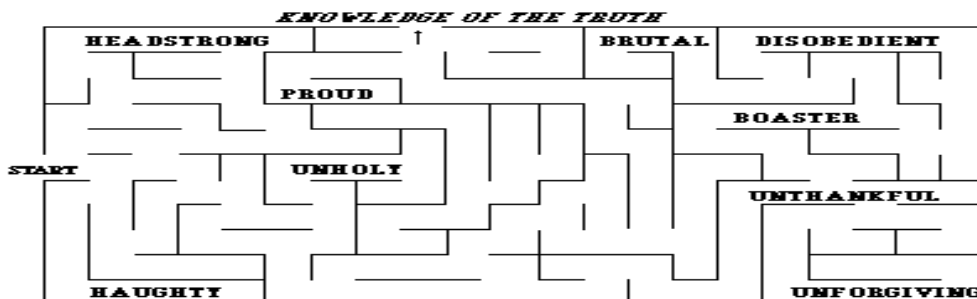 KNOWLEDGE OF THE TRUTH
HEADSTRONG BRUTAL DISOBEDIENT
PROUD
BOASTER
START UNHOLY
UNTHANKFUL
HAUGHTY UNFORGIVING